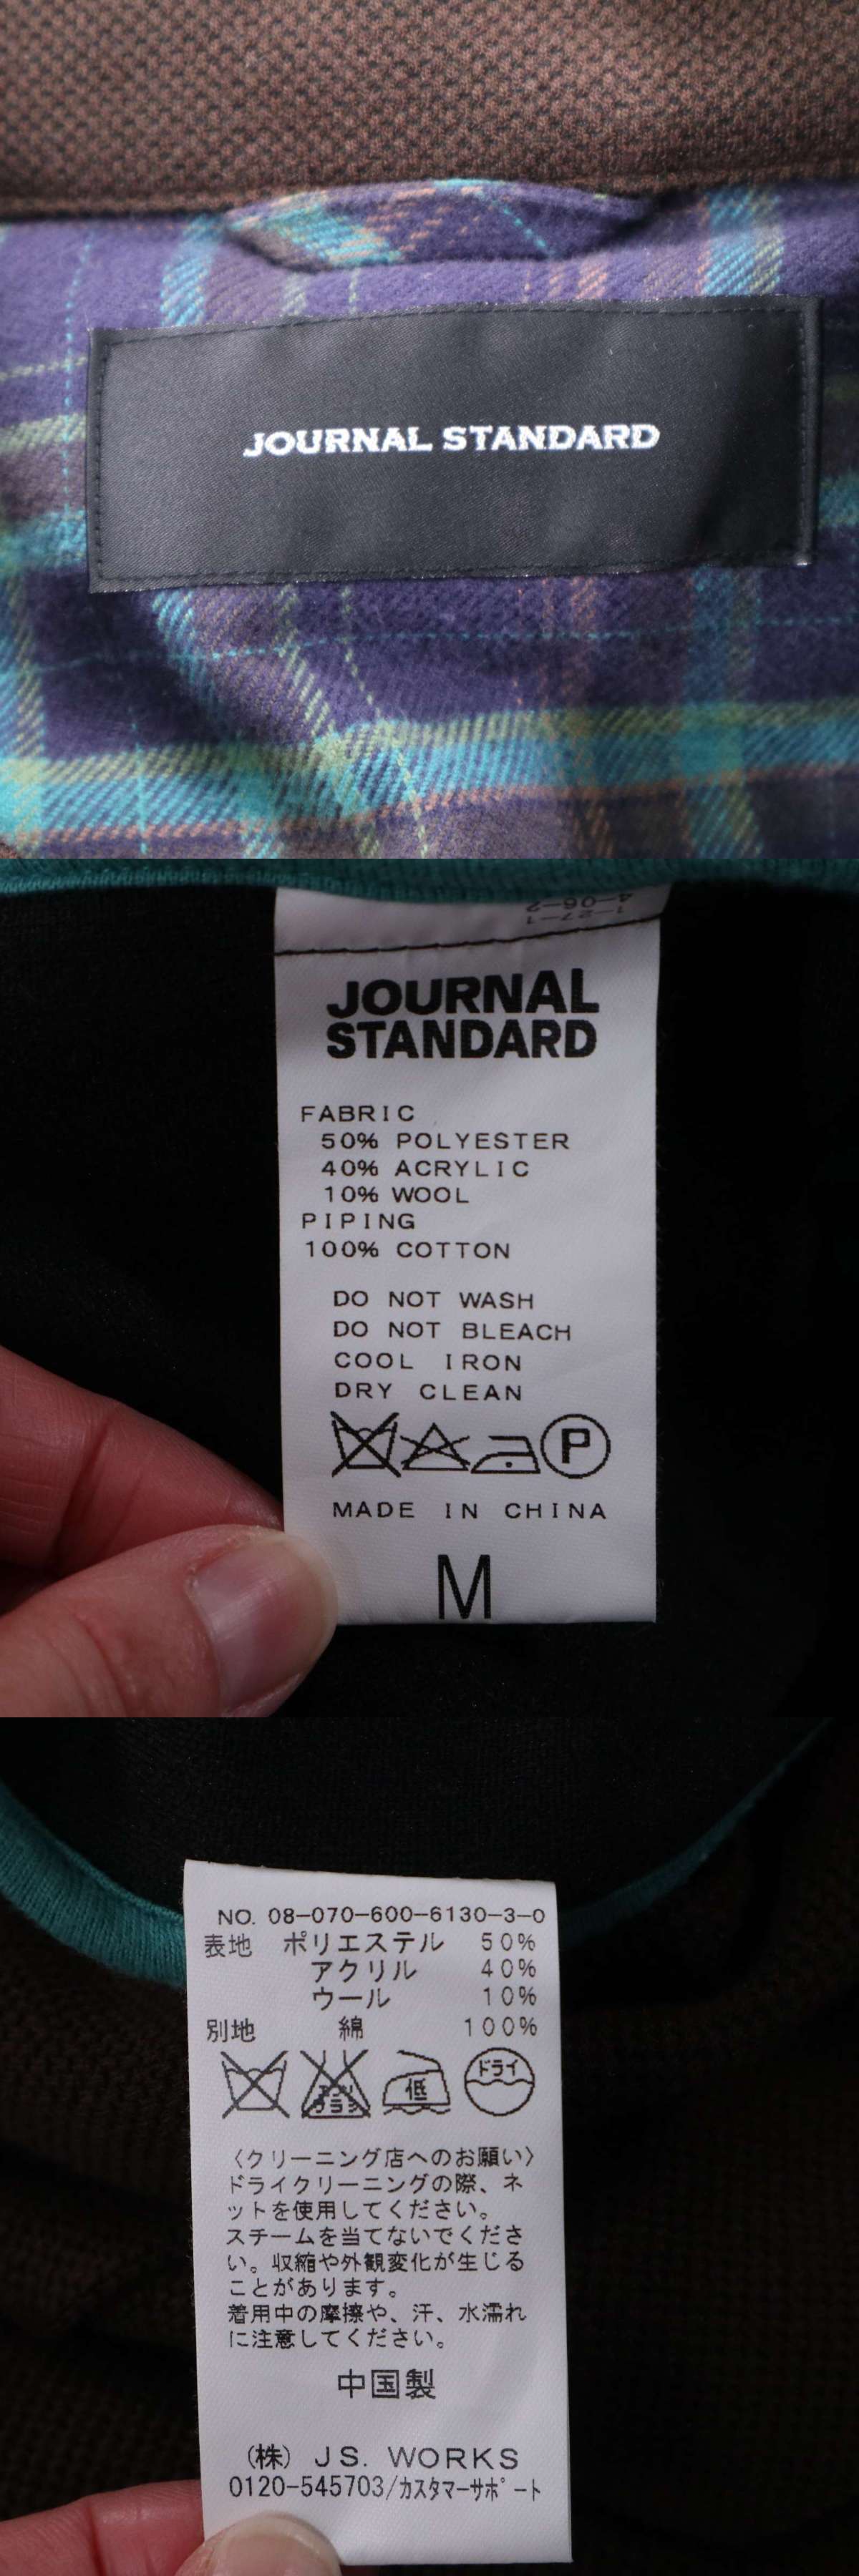 JOURNAL STANDARD
JOURNAL
STANDARD
FABRIC
50% POLYESTER
40% ACRYLIC
10% WOOL
PIPING
100% COTTON
DO NOT WASH
DO NOT BLEACH
COOL IRON
DRY CLEAN
P
MADE IN CHINA
M
NO. 08-070-600-6130-3-0
表地 ポリエステル 50%
アクリル 40%
ウール 10%
別地 綿 100%
エンソ
サラシ
低
ドライ
〈クリーニング店へのお願い〉
ドライクリーニングの際、ネ
ットを使用してください。
スチームを当てないでくださ
い。収縮や外観変化が生じる
ことがあります。
着用中の摩擦や、汗、水濡れ
に注意してください。
中国製
(株) JS. WORKS
0120-545703/カスタマーサポート